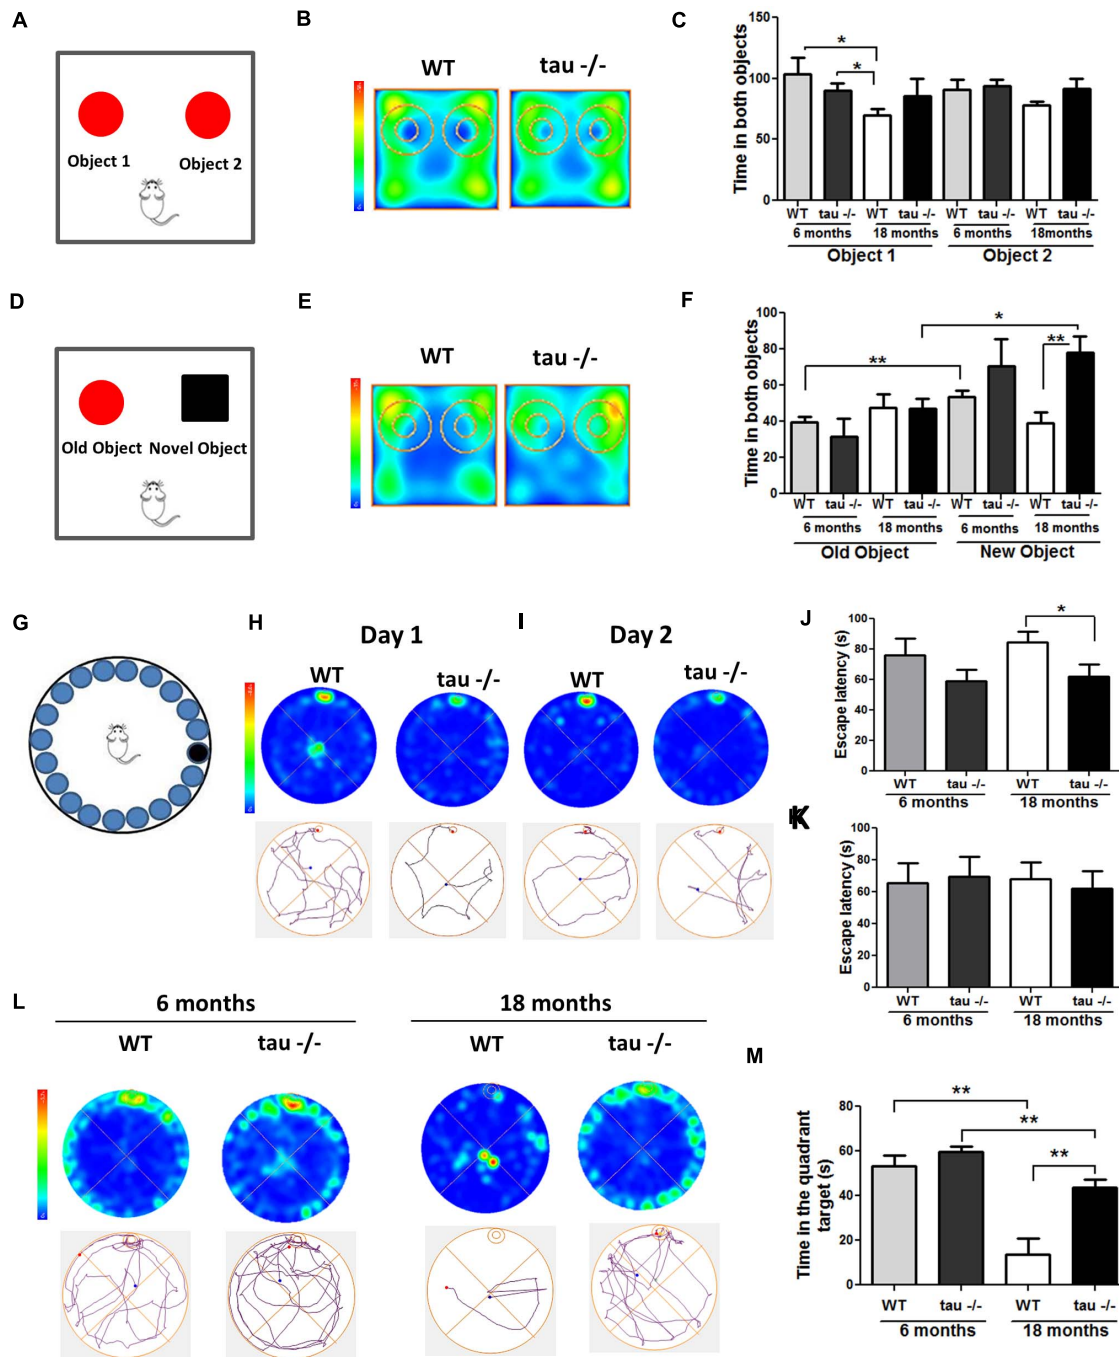 A
Object 1
Object 2
B
WT
tau -/-
C
Time in both objects
150
100
50
0
*
*
WT
tau -/-
WT
tau -/-
WT
tau -/-
WT
tau -/-
6 months
18 months
6 months
18months
Object 1
Object 2
D
Old Object
Novel Object
E
WT
tau -/-
F
Time in both objects
100
80
60
40
20
0
**
*
**
WT
tau -/-
WT
tau -/-
WT
tau -/-
WT
tau -/-
6 months
18 months
6 months
18 months
Old Object
New Object
G
H
Day 1
WT
tau -/-
I
Day 2
WT
tau -/-
J
Escape latency (s)
100
80
60
40
20
0
*
WT
tau -/-
WT
tau -/-
6 months
18 months
K
Escape latency (s)
100
80
60
40
20
0
WT
tau -/-
WT
tau -/-
6 months
18 months
L
6 months
18 months
WT
tau -/-
WT
tau -/-
M
Time in the quadrant
target (s)
80
60
40
20
0
**
**
**
WT
tau -/-
WT
tau -/-
6 months
18 months